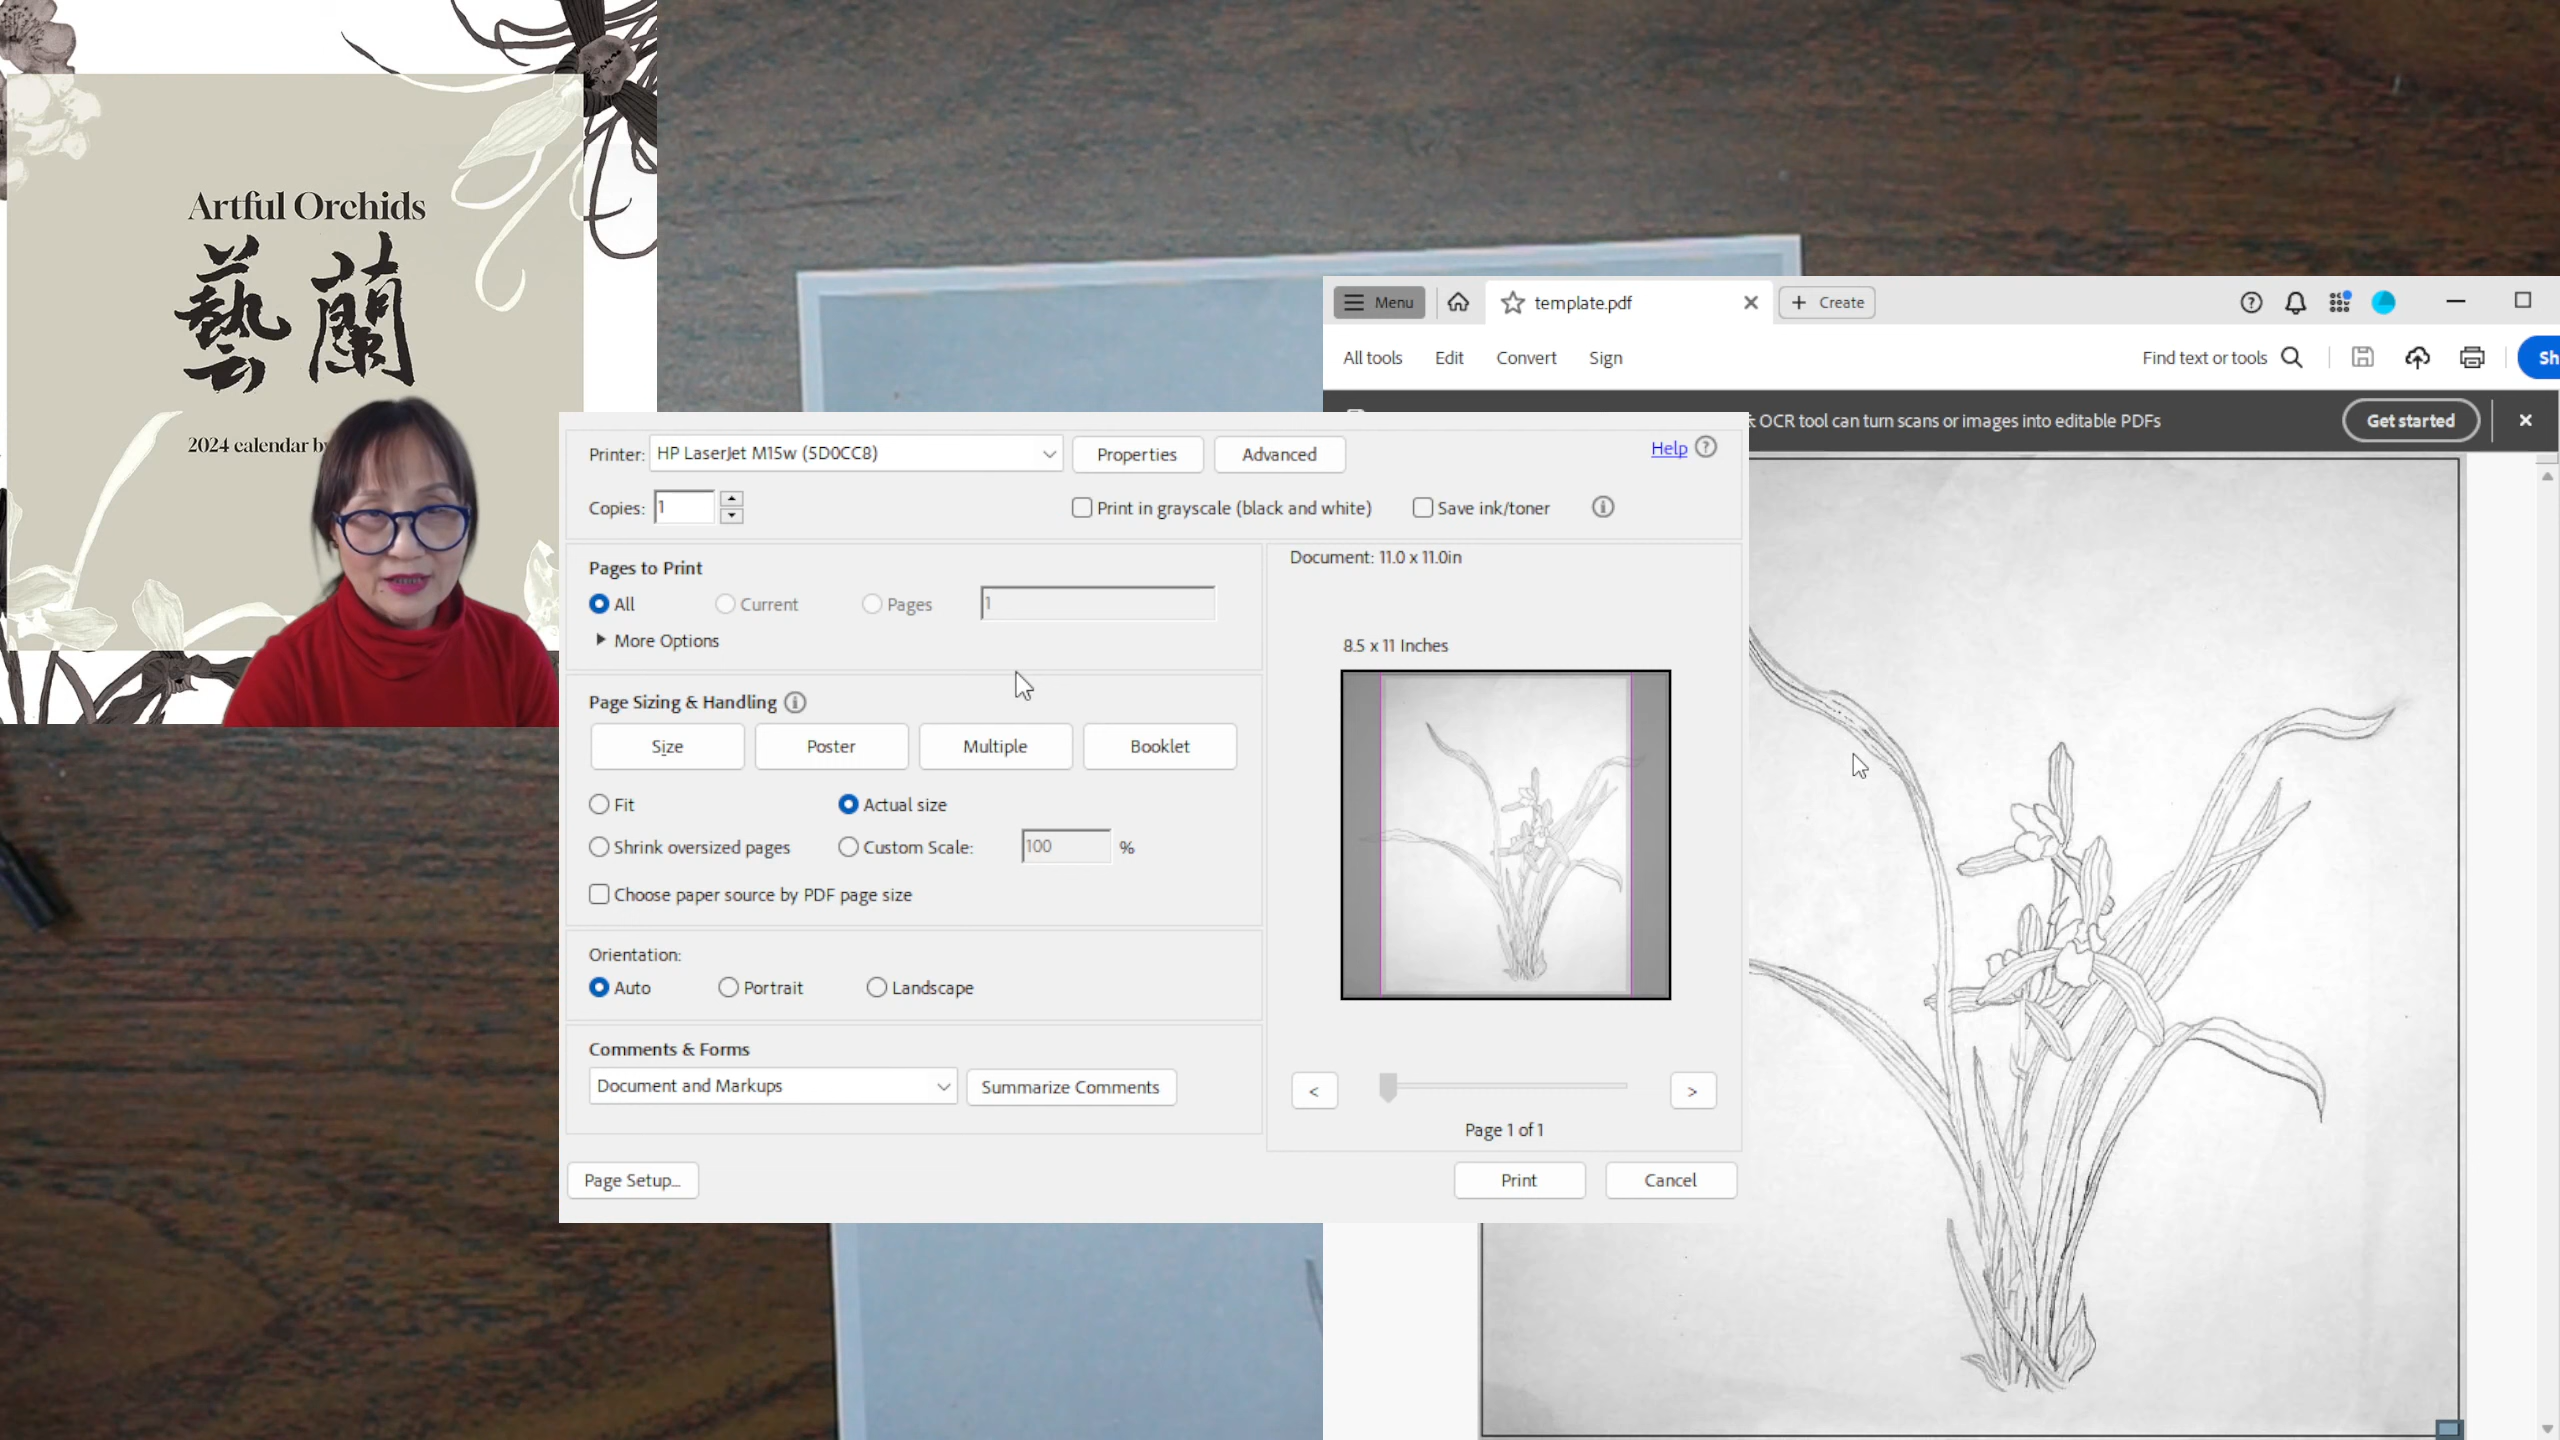 Artful Orchids
藝蘭
2024 calendar by
Menu
template.pdf
Create
All tools
Edit
Convert
Sign
Find text or tools
OCR tool can turn scans or images into editable PDFs
Get started
Printer:
HP LaserJet M15w (5D0CC8)
Properties
Advanced
Help
Copies:
1
Print in grayscale (black and white)
Save ink/toner
Pages to Print
All
Current
Pages
1
More Options
Page Sizing & Handling
Size
Poster
Multiple
Booklet
Fit
Actual size
Shrink oversized pages
Custom Scale:
100
%
Choose paper source by PDF page size
Orientation:
Auto
Portrait
Landscape
Comments & Forms
Document and Markups
Summarize Comments
Document: 11.0 x 11.0in
8.5 x 11 Inches
<
>
Page 1 of 1
Page Setup...
Print
Cancel